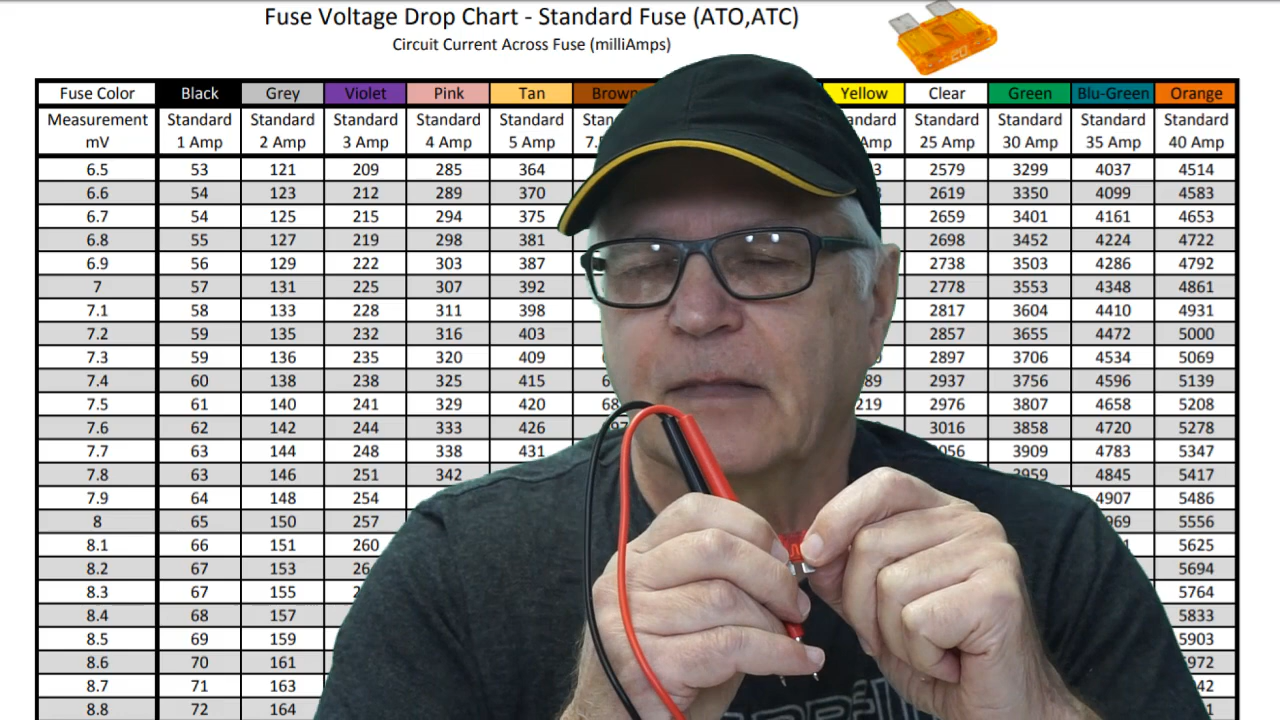 Fuse Voltage Drop Chart - Standard Fuse (ATO,ATC)
Circuit Current Across Fuse (milliAmps)
20
Fuse Color Black Grey Violet Pink Tan Brown Yellow Clear Green Blu-Green Orange
Measurement Standard Standard Standard Standard Standard Standard Standard Standard Standard
mV 1 Amp 2 Amp 3 Amp 4 Amp 5 Amp Amp 25 Amp 30 Amp 35 Amp 40 Amp
6.5 53 121 209 285 364 2579 3299 4037 4514
6.6 54 123 212 289 370 2619 3350 4099 4583
6.7 54 125 215 294 375 2659 3401 4161 4653
6.8 55 127 219 298 381 2698 3452 4224 4722
6.9 56 129 222 303 387 2738 3503 4286 4792
7 57 131 225 307 392 2778 3553 4348 4861
7.1 58 133 228 311 398 2817 3604 4410 4931
7.2 59 135 232 316 403 2857 3655 4472 5000
7.3 59 136 235 320 409 2897 3706 4534 5069
7.4 60 138 238 325 415 2937 3756 4596 5139
7.5 61 140 241 329 420 2976 3807 4658 5208
7.6 62 142 244 333 426 3016 3858 4720 5278
7.7 63 144 248 338 431 3909 4783 5347
7.8 63 146 251 342 4845 5417
7.9 64 148 254 4907 5486
8 65 150 257 5556
8.1 66 151 260 5625
8.2 67 153 5694
8.3 67 155 5764
8.4 68 157 5833
8.5 69 159 5903
8.6 70 161
8.7 71 163
8.8 72 164